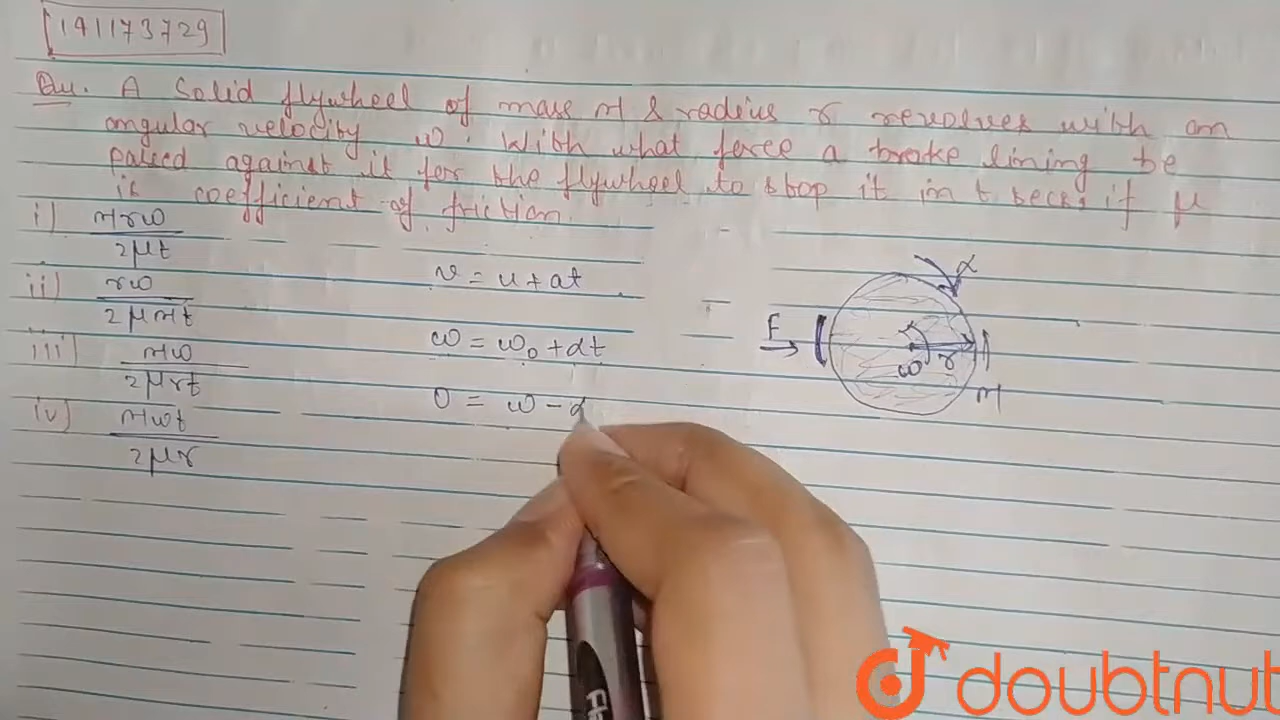 141173729
Qu. A Solid flywheel of mass M & radius r revolves with an
angular velocity ω. With what force a brake lining be
palced against it for the flywheel to stop it in t secs, if μ
is coefficient of friction.
i) Mrω / 2μt
ii) rω / 2μMt
iii) Mω / 2μrt
iv) Mωt / 2μr
v = u + at
ω = ω₀ + αt
0 = ω - α
α
F
ω
r
M
doubtnut